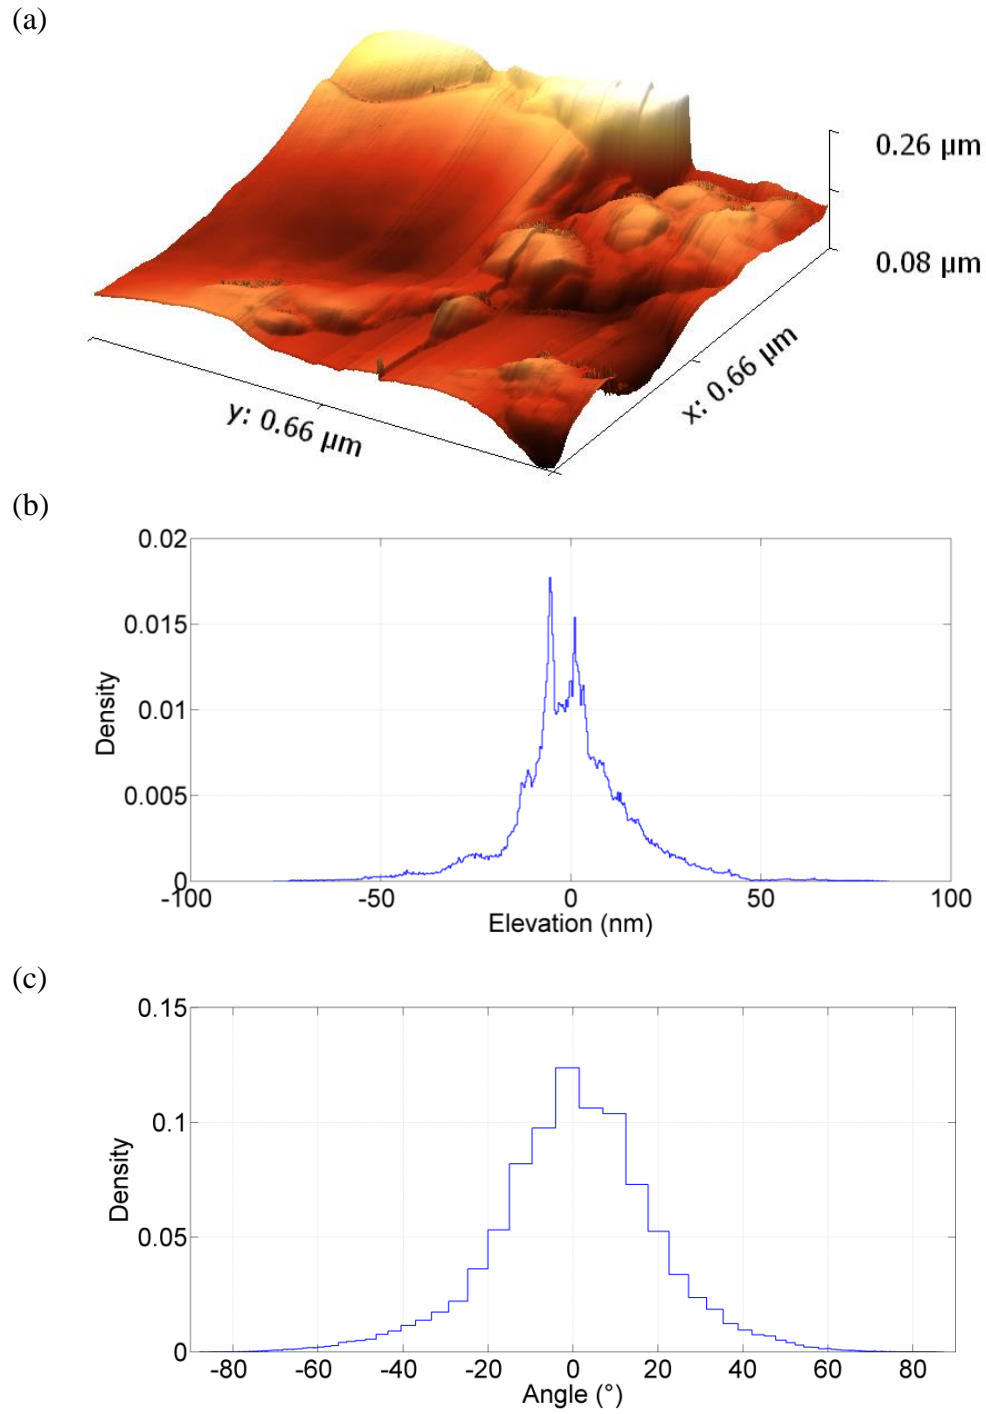 (a)
0.26 µm
0.08 µm
x: 0.66 µm
y: 0.66 µm
(b)
0.02
0.015
0.01
0.005
0
Density
-100 -50 0 50 100
Elevation (nm)
(c)
0.15
0.1
0.05
0
Density
-80 -60 -40 -20 0 20 40 60 80
Angle (°)